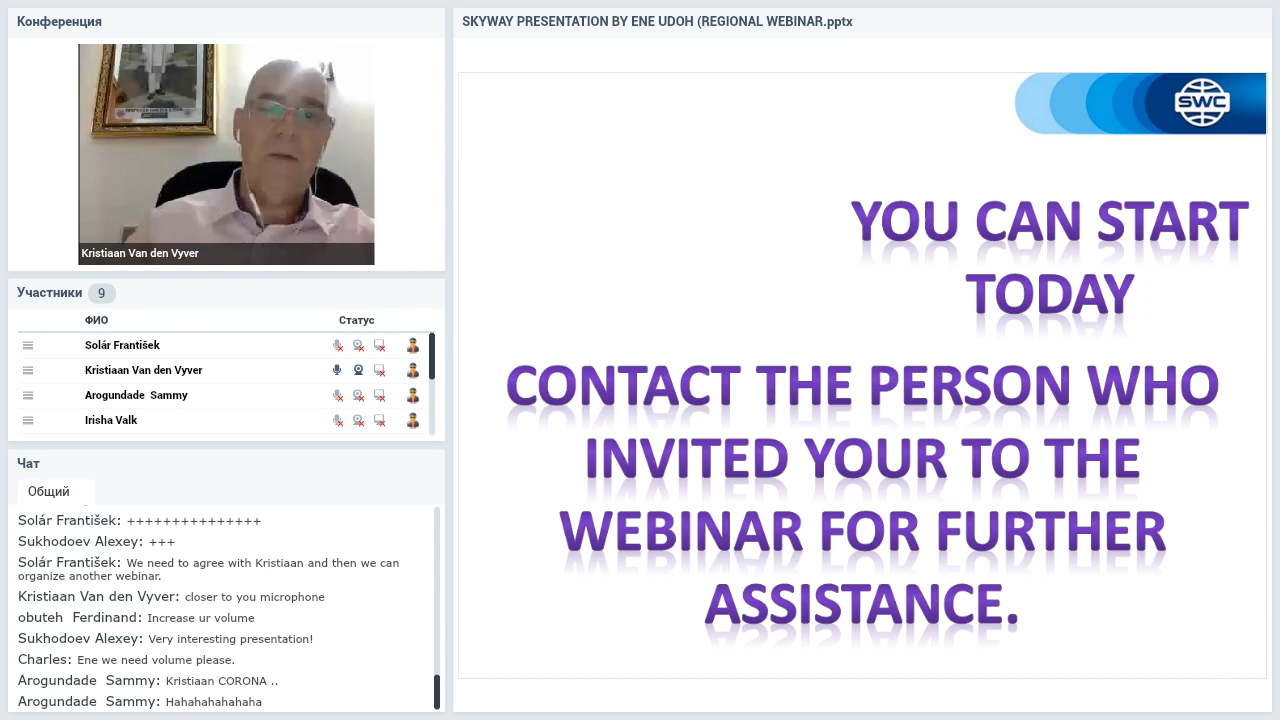 Конференция
Kristiaan Van den Vyver
Участники 9
ФИО Статус
Solár František
Kristiaan Van den Vyver
Arogundade Sammy
Irisha Valk
Чат
Общий
Solár František: +++++++++++++++
Sukhodoev Alexey: +++
Solár František: We need to agree with Kristiaan and then we can
organize another webinar.
Kristiaan Van den Vyver: closer to you microphone
obuteh Ferdinand: Increase ur volume
Sukhodoev Alexey: Very interesting presentation!
Charles: Ene we need volume please.
Arogundade Sammy: Kristiaan CORONA ..
Arogundade Sammy: Hahahahahahaha
SKYWAY PRESENTATION BY ENE UDOH (REGIONAL WEBINAR.pptx
SWC
YOU CAN START
TODAY
CONTACT THE PERSON WHO
INVITED YOUR TO THE
WEBINAR FOR FURTHER
ASSISTANCE.